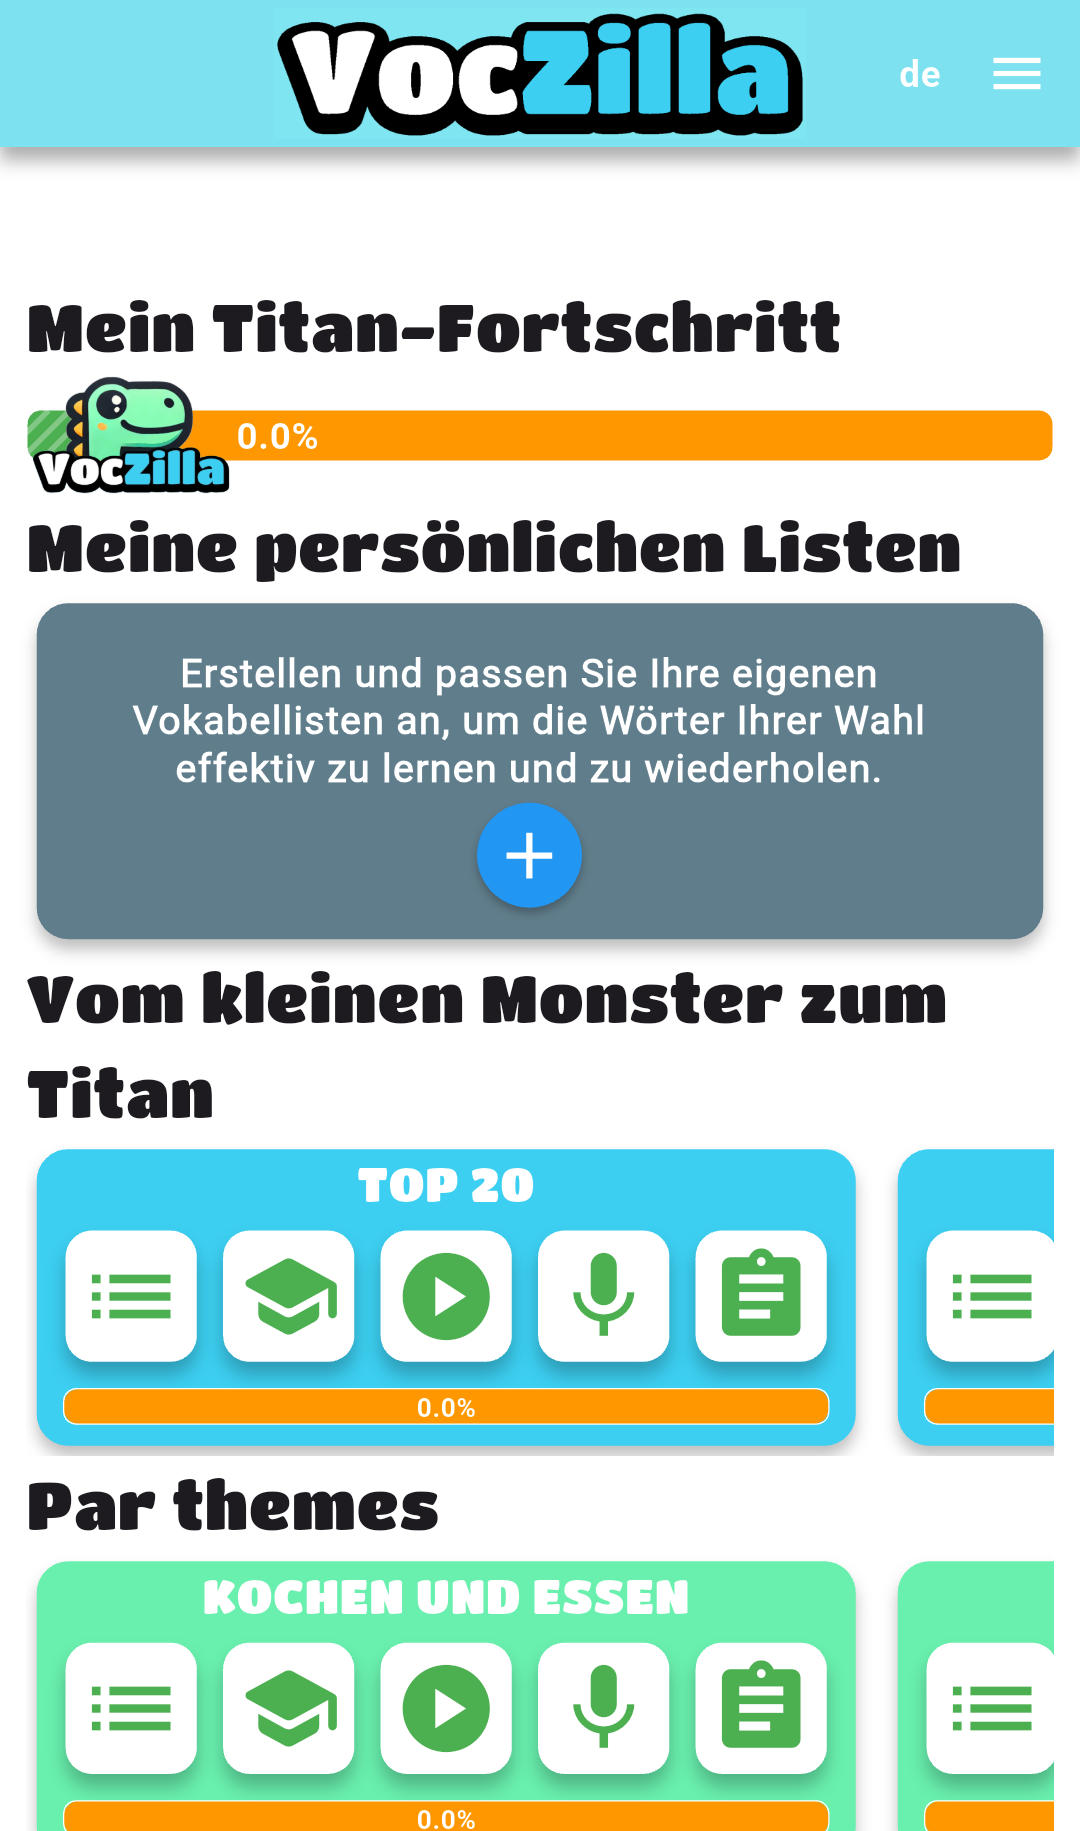 VocZilla
de
Mein Titan-Fortschritt
0.0%
VocZilla
Meine persönlichen Listen
Erstellen und passen Sie Ihre eigenen
Vokabellisten an, um die Wörter Ihrer Wahl
effektiv zu lernen und zu wiederholen.
Vom kleinen Monster zum
Titan
TOP 20
0.0%
Par themes
KOCHEN UND ESSEN
0.0%